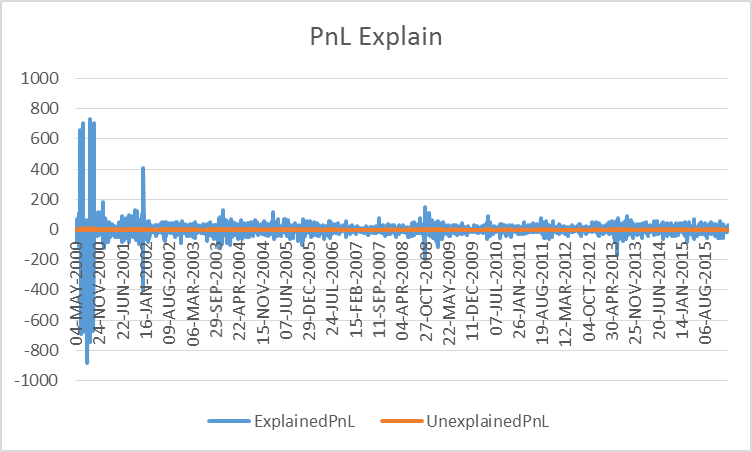 PnL Explain
1000
800
600
400
200
0
-200
-400
-600
-800
-1000
04-MAY-2000
24-NOV-2000
22-JUN-2001
16-JAN-2002
09-AUG-2002
06-MAR-2003
29-SEP-2003
22-APR-2004
15-NOV-2004
07-JUN-2005
29-DEC-2005
24-JUL-2006
15-FEB-2007
11-SEP-2007
04-APR-2008
27-OCT-2008
22-MAY-2009
11-DEC-2009
07-JUL-2010
26-JAN-2011
19-AUG-2011
12-MAR-2012
04-OCT-2012
30-APR-2013
25-NOV-2013
20-JUN-2014
14-JAN-2015
06-AUG-2015
ExplainedPnL
UnexplainedPnL